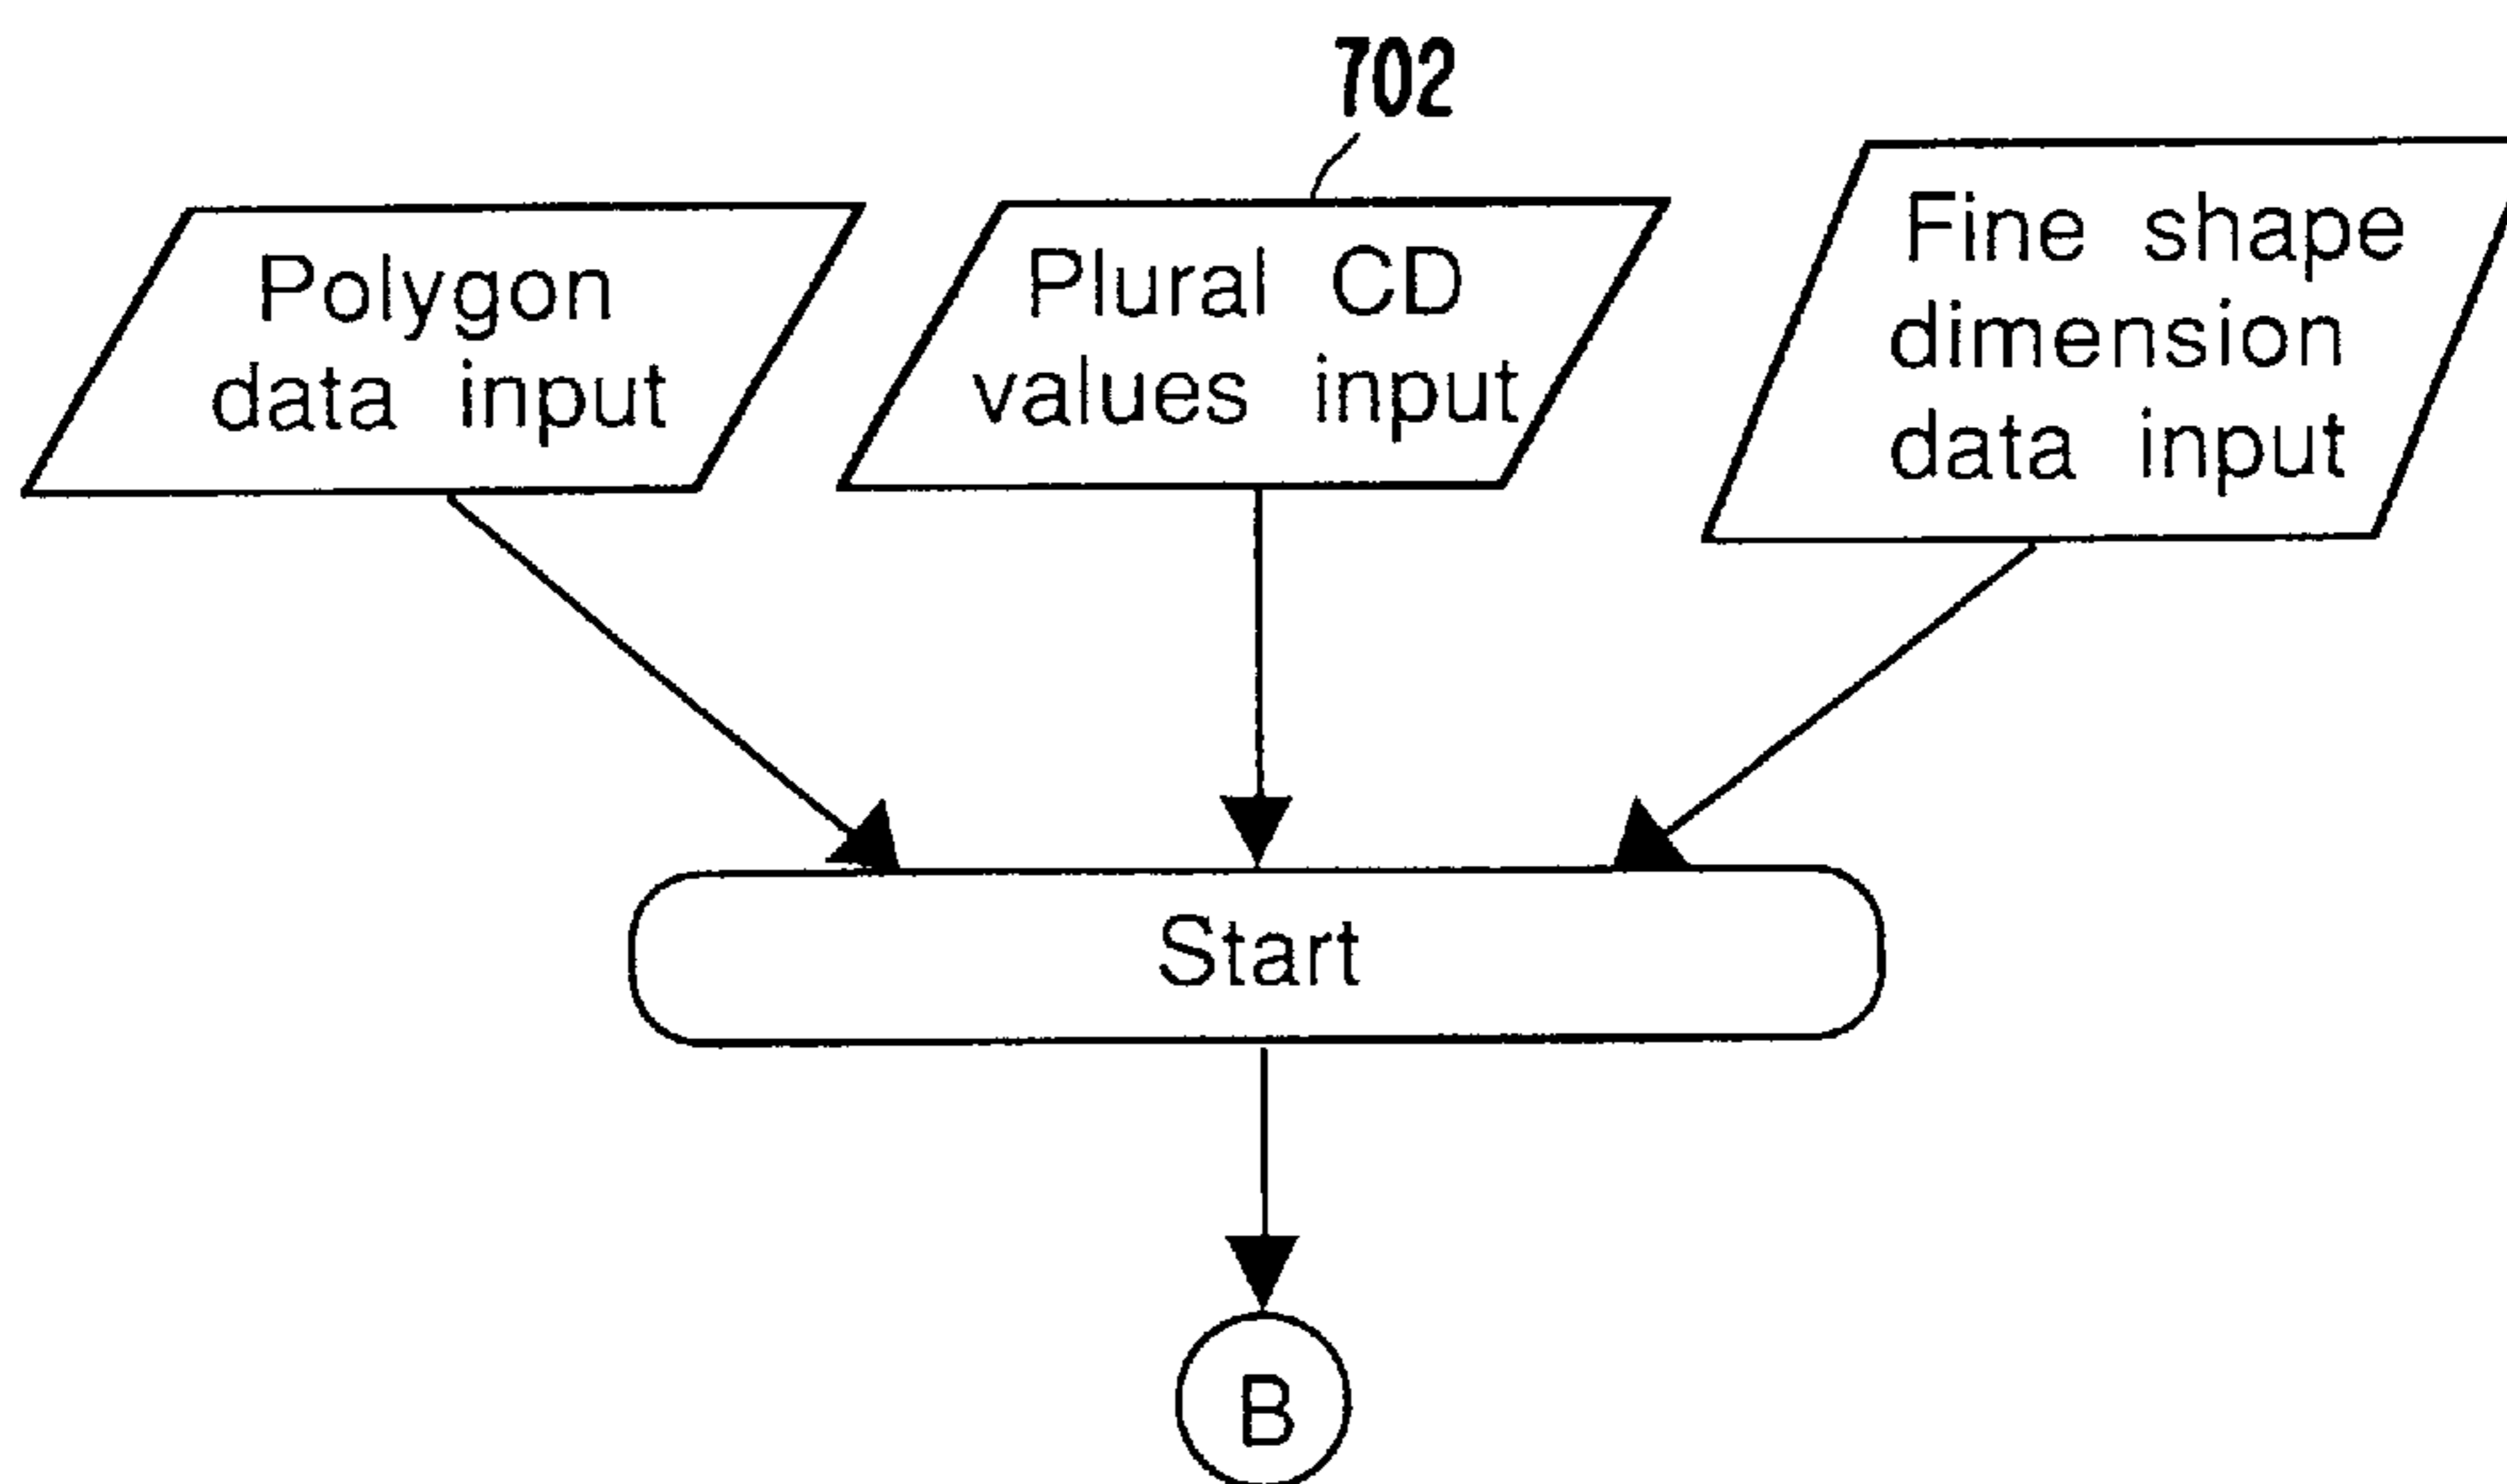 702
Polygon
data input
Plural CD
values input
Fine shape
dimension
data input
Start
B